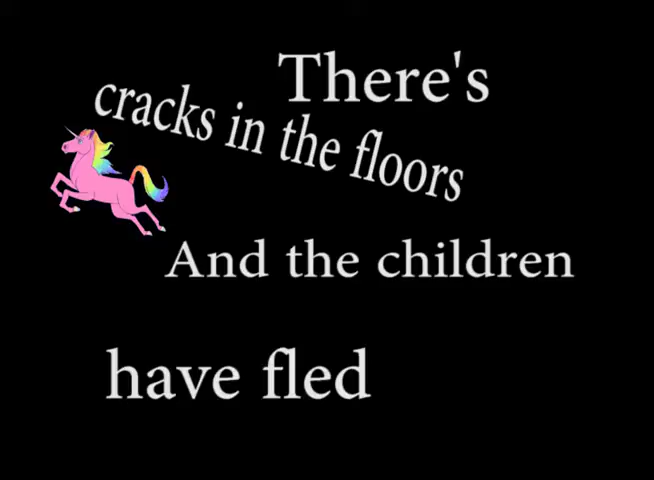 There's
cracks in the floors
And the children
have fled